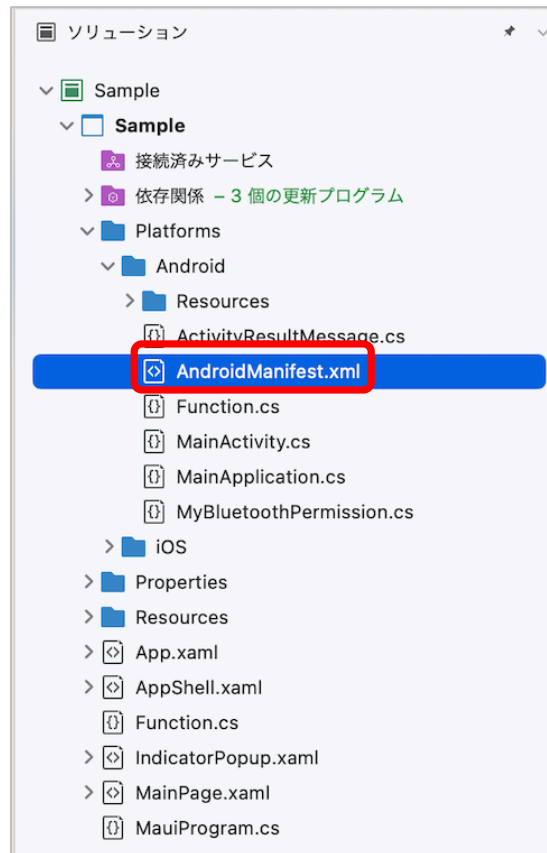 ソリューション
Sample
Sample
接続済みサービス
依存関係 – 3 個の更新プログラム
Platforms
Android
Resources
ActivityResultMessage.cs
AndroidManifest.xml
Function.cs
MainActivity.cs
MainApplication.cs
MyBluetoothPermission.cs
iOS
Properties
Resources
App.xaml
AppShell.xaml
Function.cs
IndicatorPopup.xaml
MainPage.xaml
MauiProgram.cs